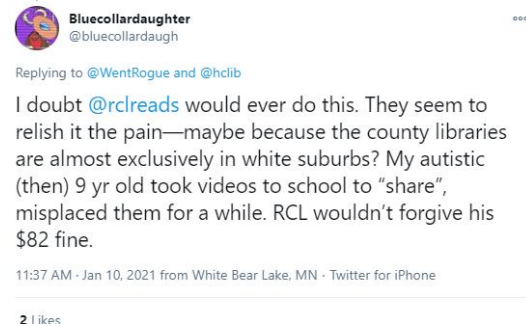 Bluecollardaughter
@bluecollardaugh
Replying to @WentRogue and @hclib
I doubt @rclreads would ever do this. They seem to
relish it the pain—maybe because the county libraries
are almost exclusively in white suburbs? My autistic
(then) 9 yr old took videos to school to “share”,
misplaced them for a while. RCL wouldn’t forgive his
$82 fine.
11:37 AM · Jan 10, 2021 from White Bear Lake, MN · Twitter for iPhone
2 Likes